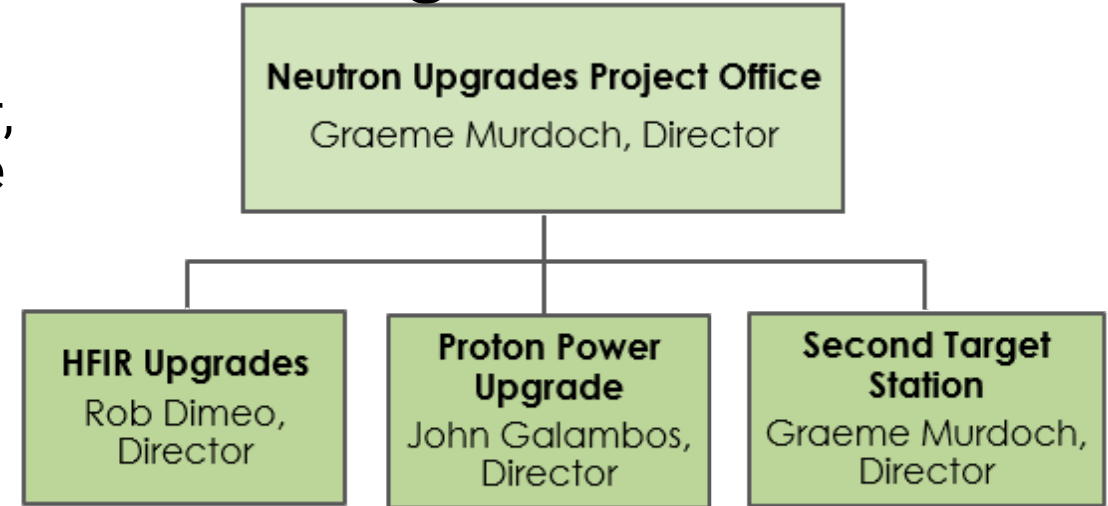 Neutron Upgrades Project Office
Graeme Murdoch, Director
HFIR Upgrades
Rob Dimeo,
Director
Proton Power
Upgrade
John Galambos,
Director
Second Target
Station
Graeme Murdoch,
Director